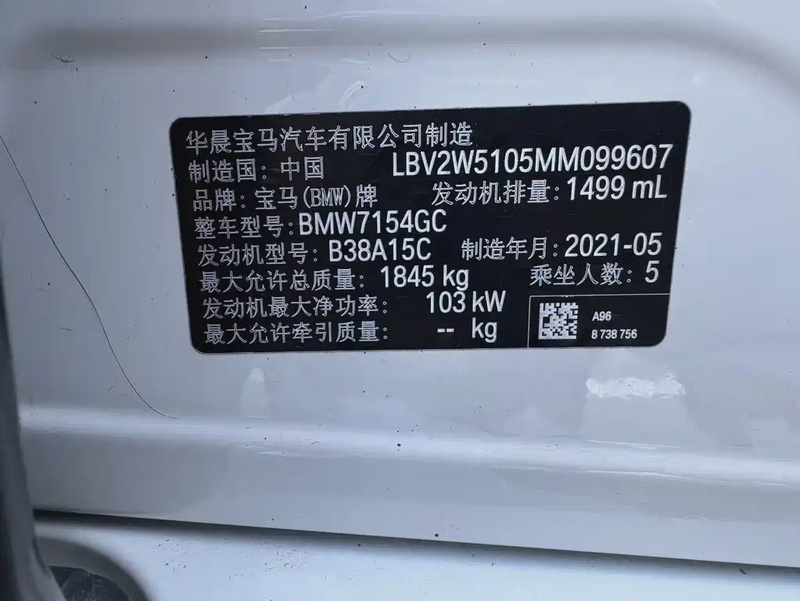 华晨宝马汽车有限公司制造
制造国: 中国 LBV2W5105MM099607
品牌: 宝马(BMW)牌 发动机排量: 1499 mL
整车型号: BMW7154GC
发动机型号: B38A15C 制造年月: 2021-05
最大允许总质量: 1845 kg 乘坐人数: 5
发动机最大净功率: 103 kW
最大允许牵引质量: -- kg
A96
8 738 756